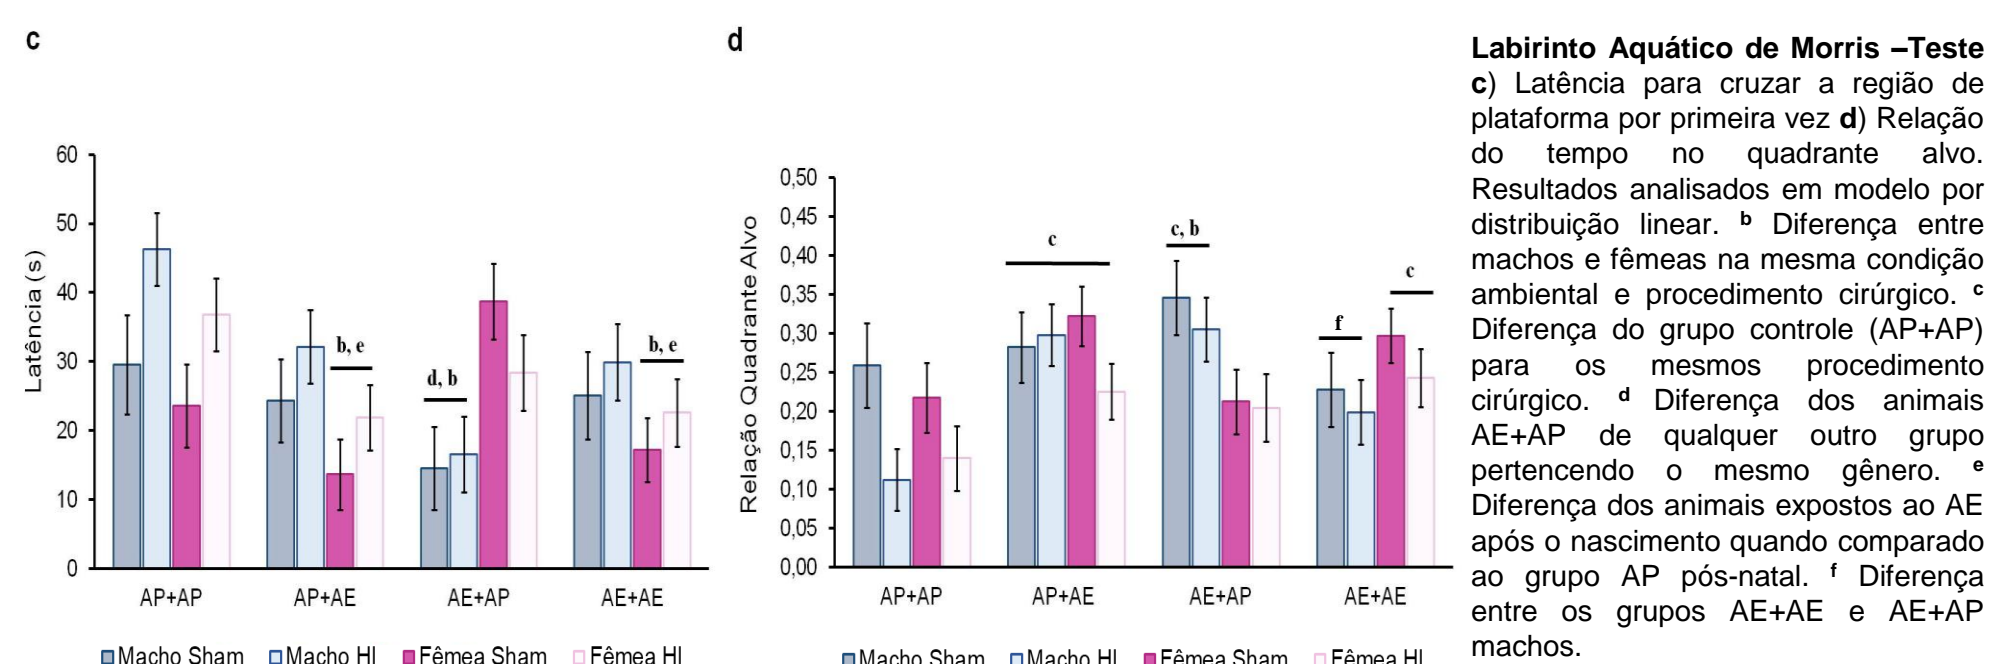 c
60
50
40
30
20
10
0
Latência (s)
b, e
d, b
b, e
AP+AP AP+AE AE+AP AE+AE
Macho Sham Macho HI Fêmea Sham Fêmea HI
d
0,50
0,45
0,40
0,35
0,30
0,25
0,20
0,15
0,10
0,05
0,00
Relação Quadrante Alvo
c
c, b
f
c
AP+AP AP+AE AE+AP AE+AE
Macho Sham Macho HI Fêmea Sham Fêmea HI
Labirinto Aquático de Morris –Teste
c) Latência para cruzar a região de
plataforma por primeira vez d) Relação
do tempo no quadrante alvo.
Resultados analisados em modelo por
distribuição linear. b Diferença entre
machos e fêmeas na mesma condição
ambiental e procedimento cirúrgico. c
Diferença do grupo controle (AP+AP)
para os mesmos procedimento
cirúrgico. d Diferença dos animais
AE+AP de qualquer outro grupo
pertencendo o mesmo gênero. e
Diferença dos animais expostos ao AE
após o nascimento quando comparado
ao grupo AP pós-natal. f Diferença
entre os grupos AE+AE e AE+AP
machos.